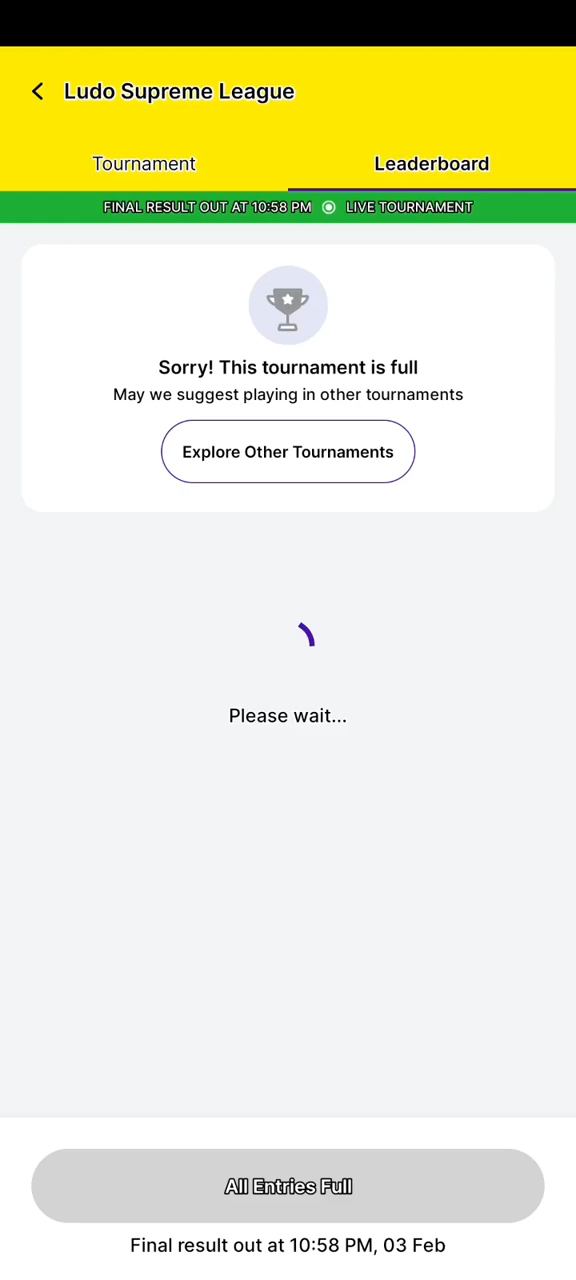 Ludo Supreme League
Tournament
Leaderboard
FINAL RESULT OUT AT 10:58 PM LIVE TOURNAMENT
Sorry! This tournament is full
May we suggest playing in other tournaments
Explore Other Tournaments
Please wait...
All Entries Full
Final result out at 10:58 PM, 03 Feb